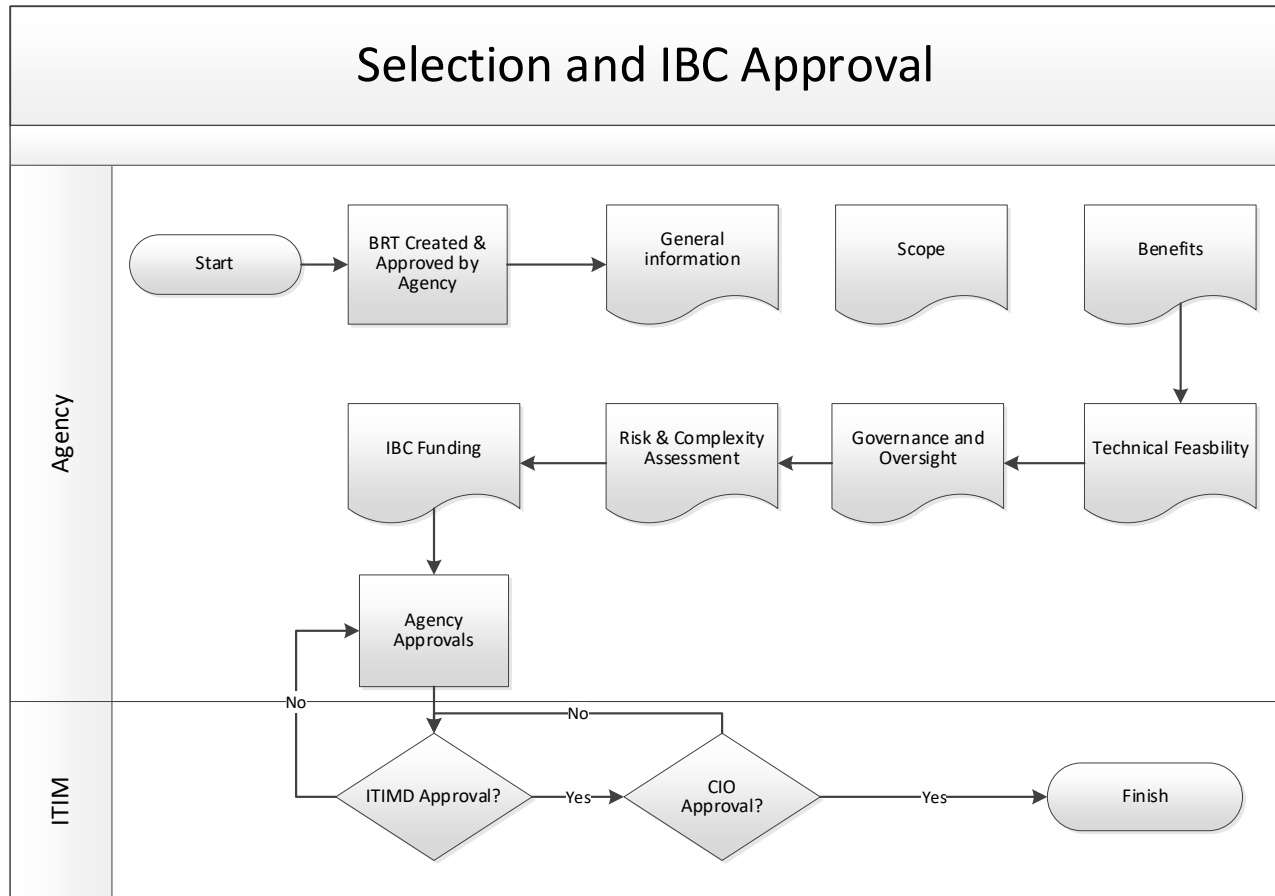 Selection and IBC Approval
Agency
Start
BRT Created &
Approved by
Agency
General
information
Scope
Benefits
IBC Funding
Risk & Complexity
Assessment
Governance and
Oversight
Technical Feasbility
Agency
Approvals
No
No
ITIM
ITIMD Approval?
Yes
CIO
Approval?
Yes
Finish